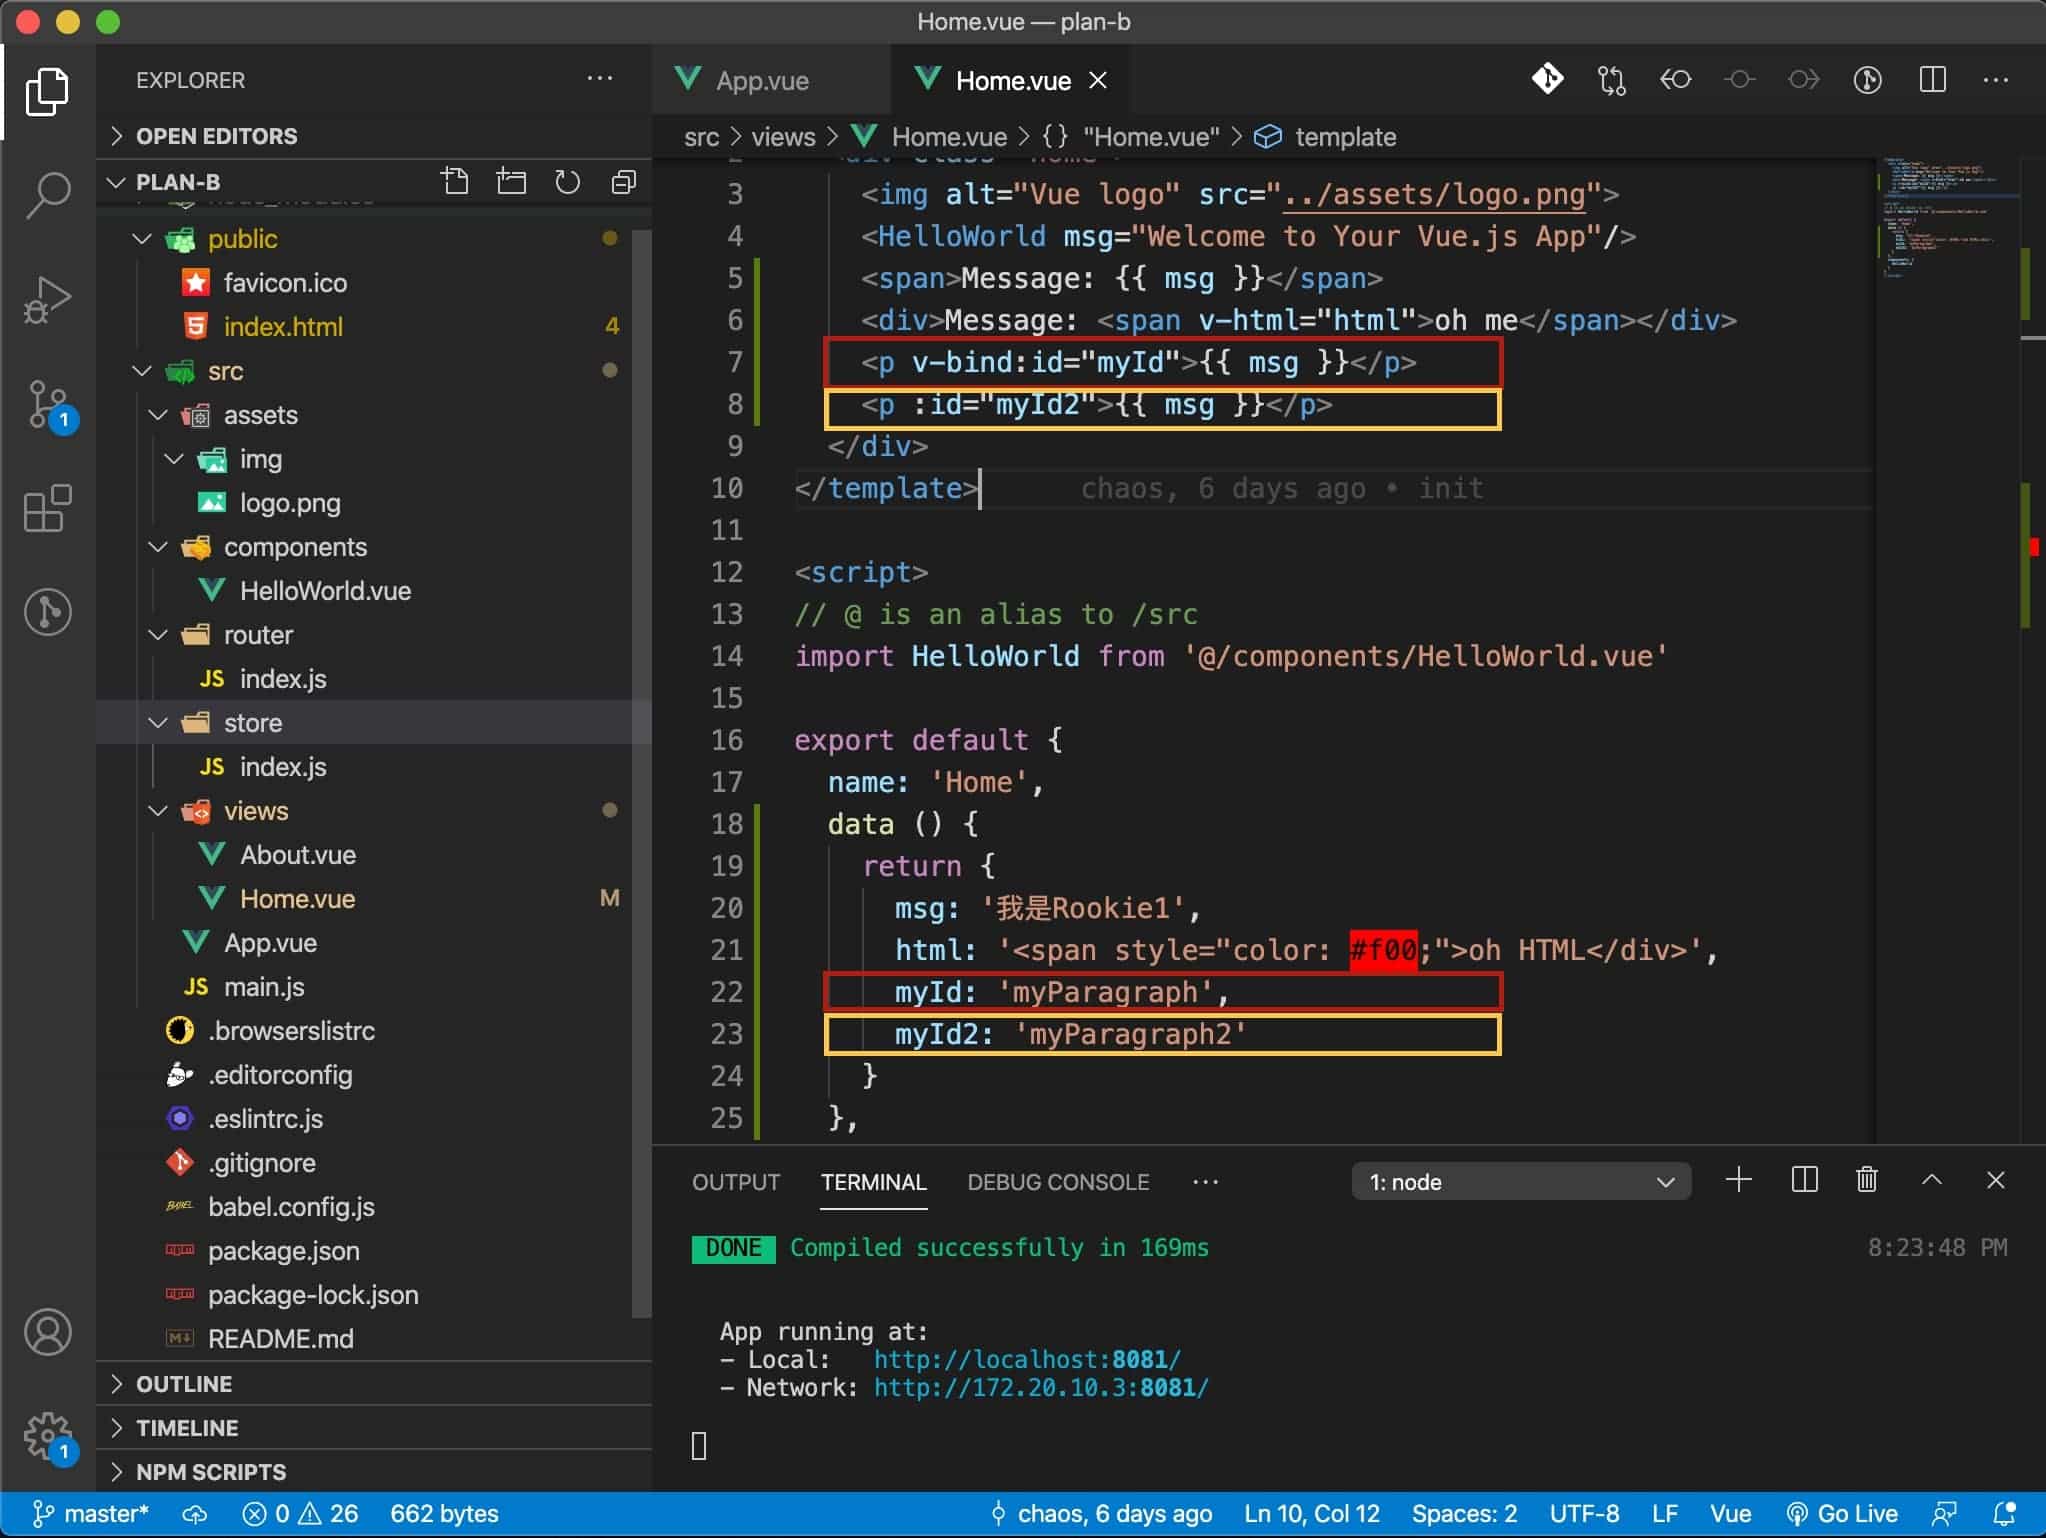 Home.vue — plan-b
EXPLORER
OPEN EDITORS
PLAN-B
public
favicon.ico
index.html 4
src
assets
img
logo.png
components
HelloWorld.vue
router
JS index.js
store
JS index.js
views
About.vue
Home.vue M
App.vue
JS main.js
.browserslistrc
.editorconfig
.eslintrc.js
.gitignore
BABEL babel.config.js
package.json
package-lock.json
M↓ README.md
OUTLINE
TIMELINE
NPM SCRIPTS
1
1
App.vue Home.vue
src > views > Home.vue > {} "Home.vue" > template
3 <img alt="Vue logo" src="../assets/logo.png">
4 <HelloWorld msg="Welcome to Your Vue.js App"/>
5 <span>Message: {{ msg }}</span>
6 <div>Message: <span v-html="html">oh me</span></div>
7 <p v-bind:id="myId">{{ msg }}</p>
8 <p :id="myId2">{{ msg }}</p>
9 </div>
10 </template> chaos, 6 days ago • init
11
12 <script>
13 // @ is an alias to /src
14 import HelloWorld from '@/components/HelloWorld.vue'
15
16 export default {
17 name: 'Home',
18 data () {
19 return {
20 msg: '我是Rookie1',
21 html: '<span style="color: #f00;">oh HTML</div>',
22 myId: 'myParagraph',
23 myId2: 'myParagraph2'
24 }
25 },
OUTPUT TERMINAL DEBUG CONSOLE ··· 1: node
DONE Compiled successfully in 169ms 8:23:48 PM
App running at:
- Local: http://localhost:8081/
- Network: http://172.20.10.3:8081/
master* 0 26 662 bytes chaos, 6 days ago Ln 10, Col 12 Spaces: 2 UTF-8 LF Vue Go Live